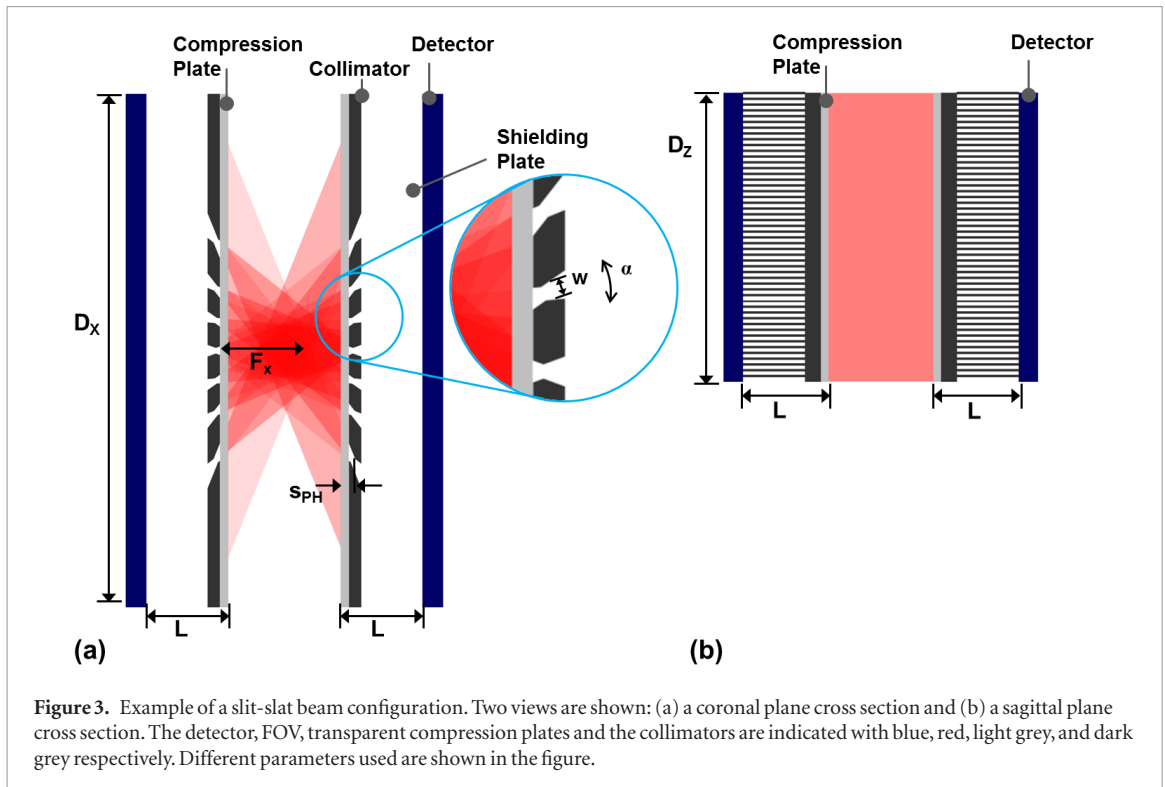 Compression
Plate
Collimator
Detector
Shielding
Plate
D_X
F_x
w
α
s_PH
L
L
(a)
Compression
Plate
Detector
D_Z
L
L
(b)
Figure 3. Example of a slit-slat beam configuration. Two views are shown: (a) a coronal plane cross section and (b) a sagittal plane
cross section. The detector, FOV, transparent compression plates and the collimators are indicated with blue, red, light grey, and dark
grey respectively. Different parameters used are shown in the figure.